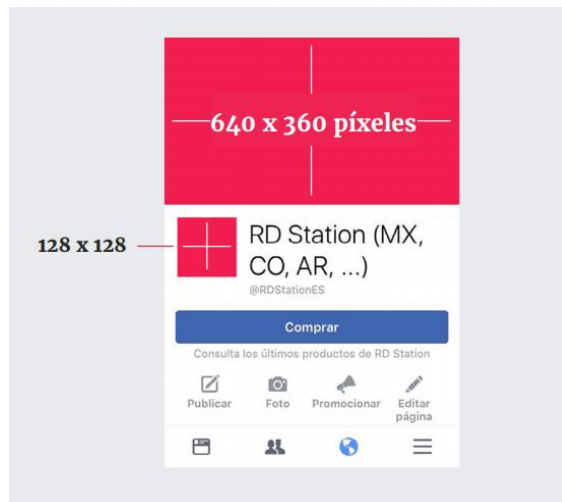 640 x 360 píxeles
128 x 128
RD Station (MX,
CO, AR, ...)
@RDStationES
Comprar
Consulta los últimos productos de RD Station
Publicar
Foto
Promocionar
Editar
página